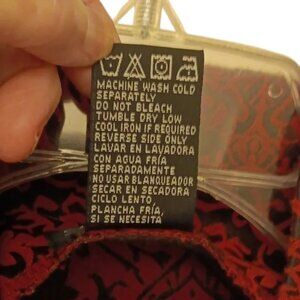 MACHINE WASH COLD
SEPARATELY
DO NOT BLEACH
TUMBLE DRY LOW
COOL IRON IF REQUIRED
REVERSE SIDE ONLY
LAVAR EN LAVADORA
CON AGUA FRÍA
SEPARADAMENTE
NO USAR BLANQUEADOR
SECAR EN SECADORA
CICLO LENTO,
PLANCHA FRÍA,
SI SE NECESITA